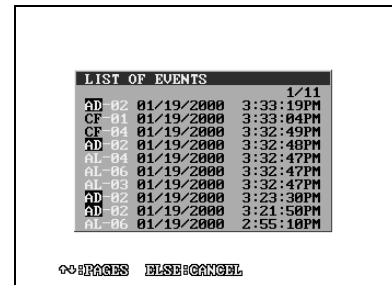 LIST OF EVENTS
1/11
AD-02 01/19/2000 3:33:19PM
CF-01 01/19/2000 3:33:04PM
CF-04 01/19/2000 3:32:49PM
AD-02 01/19/2000 3:32:48PM
AL-04 01/19/2000 3:32:47PM
AL-06 01/19/2000 3:32:47PM
AL-03 01/19/2000 3:32:47PM
AD-02 01/19/2000 3:23:30PM
AD-02 01/19/2000 3:21:50PM
AL-06 01/19/2000 2:55:10PM
↶↷:PAGES ELSE:CANCEL